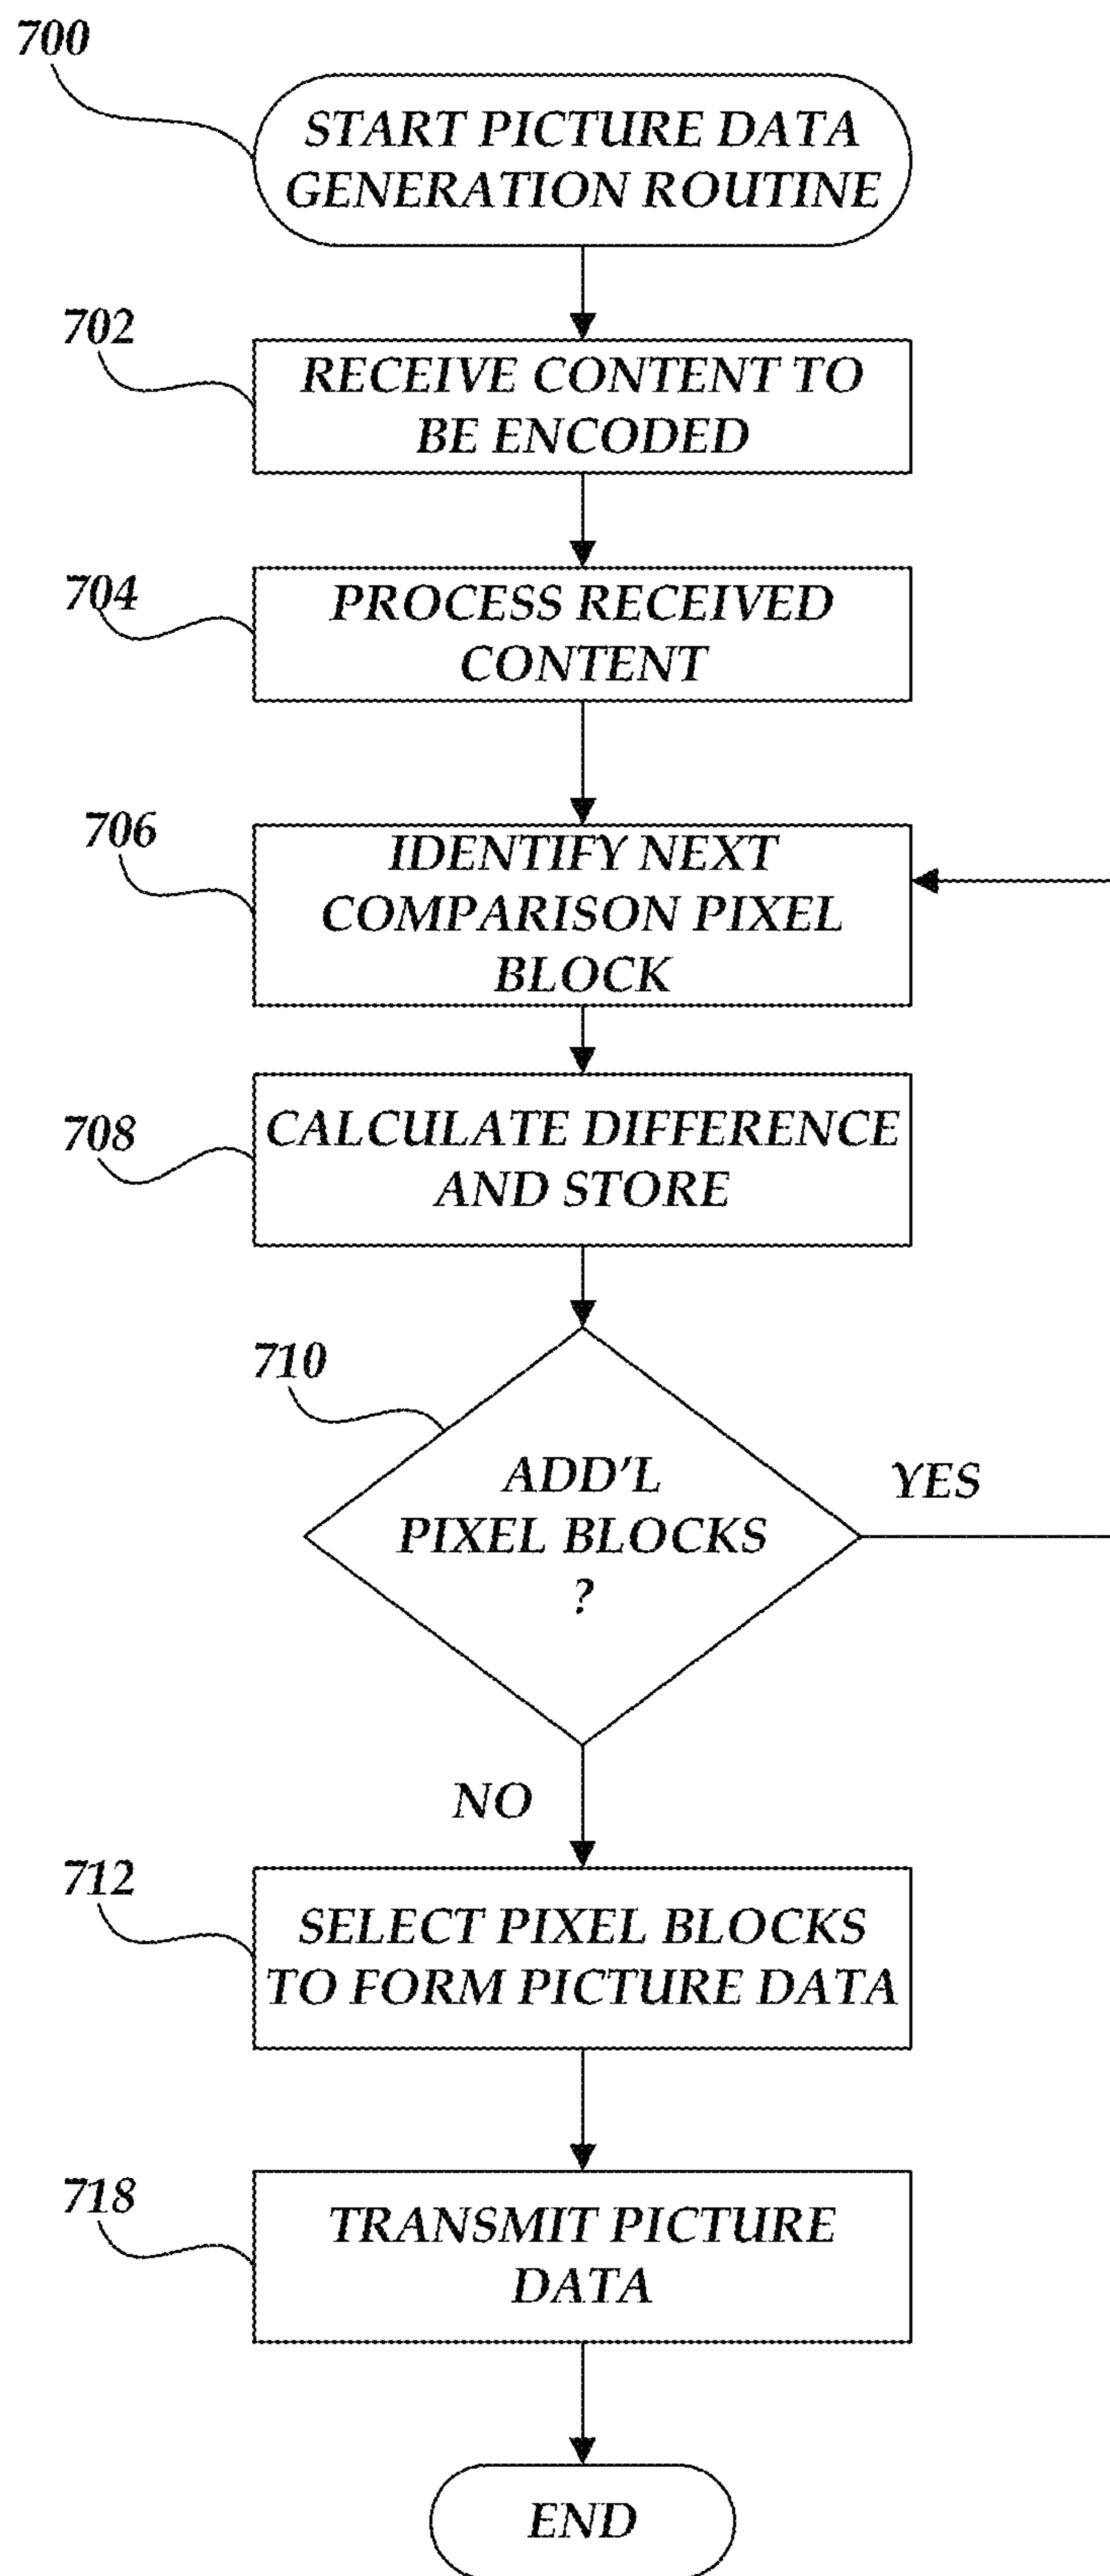 700
START PICTURE DATA
GENERATION ROUTINE
702
RECEIVE CONTENT TO
BE ENCODED
704
PROCESS RECEIVED
CONTENT
706
IDENTIFY NEXT
COMPARISON PIXEL
BLOCK
708
CALCULATE DIFFERENCE
AND STORE
710
ADD'L
PIXEL BLOCKS
?
YES
NO
712
SELECT PIXEL BLOCKS
TO FORM PICTURE DATA
718
TRANSMIT PICTURE
DATA
END